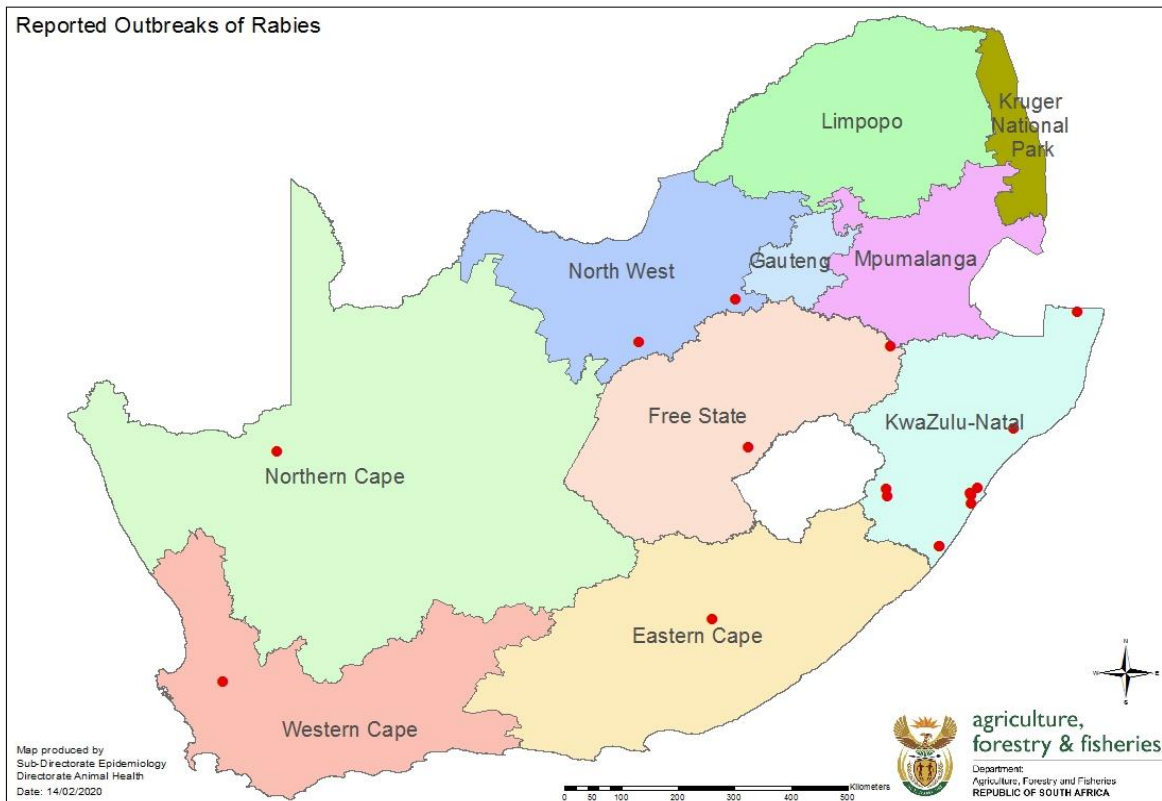 Reported Outbreaks of Rabies
Limpopo
Kruger
National
Park
North West
Gauteng
Mpumalanga
Free State
KwaZulu-Natal
Northern Cape
Eastern Cape
Western Cape
N
W
E
S
Map produced by
Sub-Directorate Epidemiology
Directorate Animal Health
Date: 14/02/2020
Kilometers
0 50 100 200 300 400 500
agriculture,
forestry & fisheries
Department:
Agriculture, Forestry and Fisheries
REPUBLIC OF SOUTH AFRICA